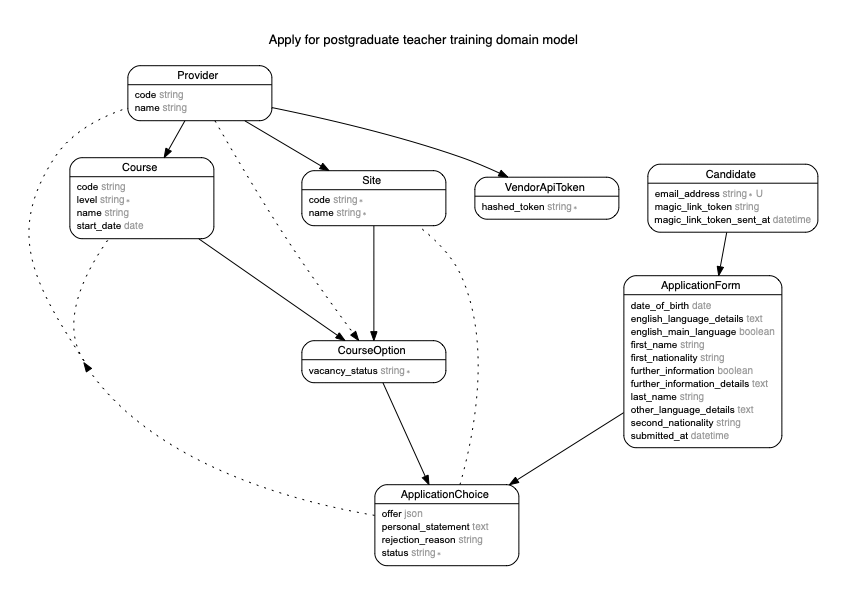 Apply for postgraduate teacher training domain model
Provider
code string
name string
Course
code string
level string ∗
name string
start_date date
Site
code string ∗
name string ∗
VendorApiToken
hashed_token string ∗
Candidate
email_address string ∗ U
magic_link_token string
magic_link_token_sent_at datetime
ApplicationForm
date_of_birth date
english_language_details text
english_main_language boolean
first_name string
first_nationality string
further_information boolean
further_information_details text
last_name string
other_language_details text
second_nationality string
submitted_at datetime
CourseOption
vacancy_status string ∗
ApplicationChoice
offer json
personal_statement text
rejection_reason string
status string ∗